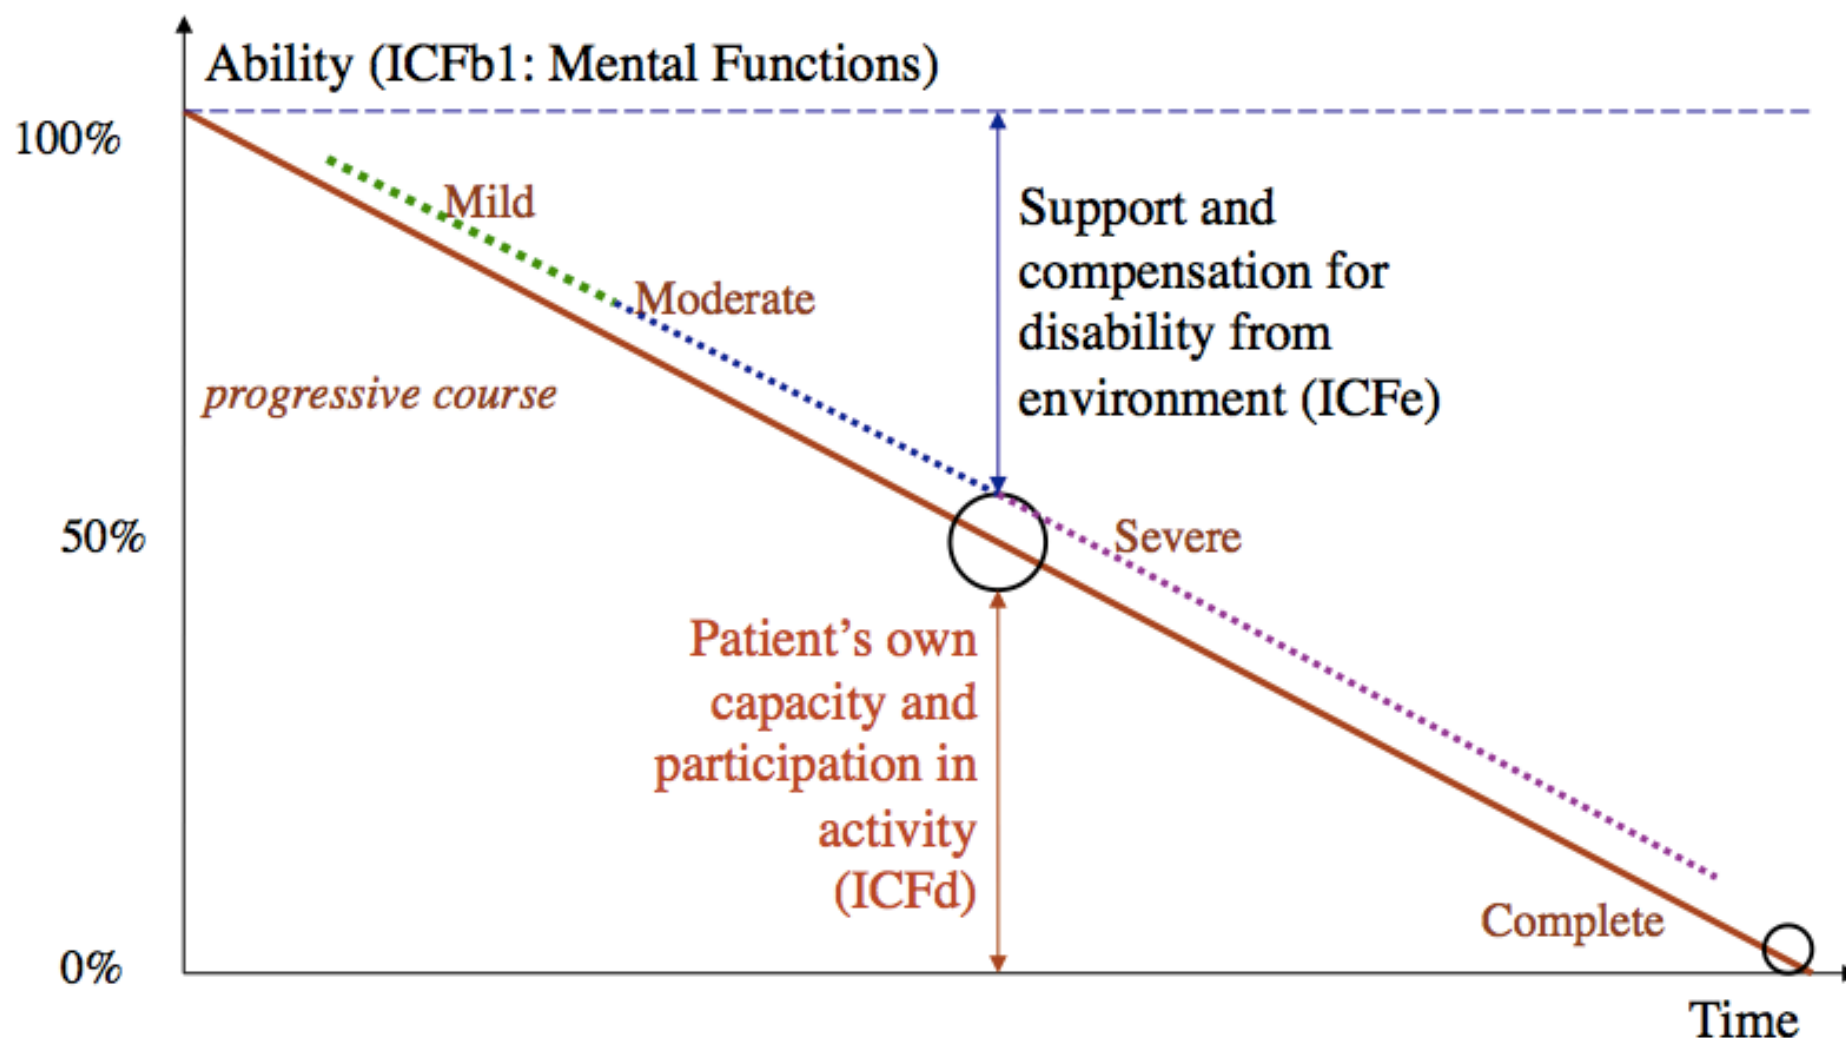 Ability (ICFb1: Mental Functions)
100%
Mild
Support and
compensation for
disability from
environment (ICFe)
Moderate
progressive course
50%
Severe
Patient’s own
capacity and
participation in
activity
(ICFd)
Complete
0%
Time